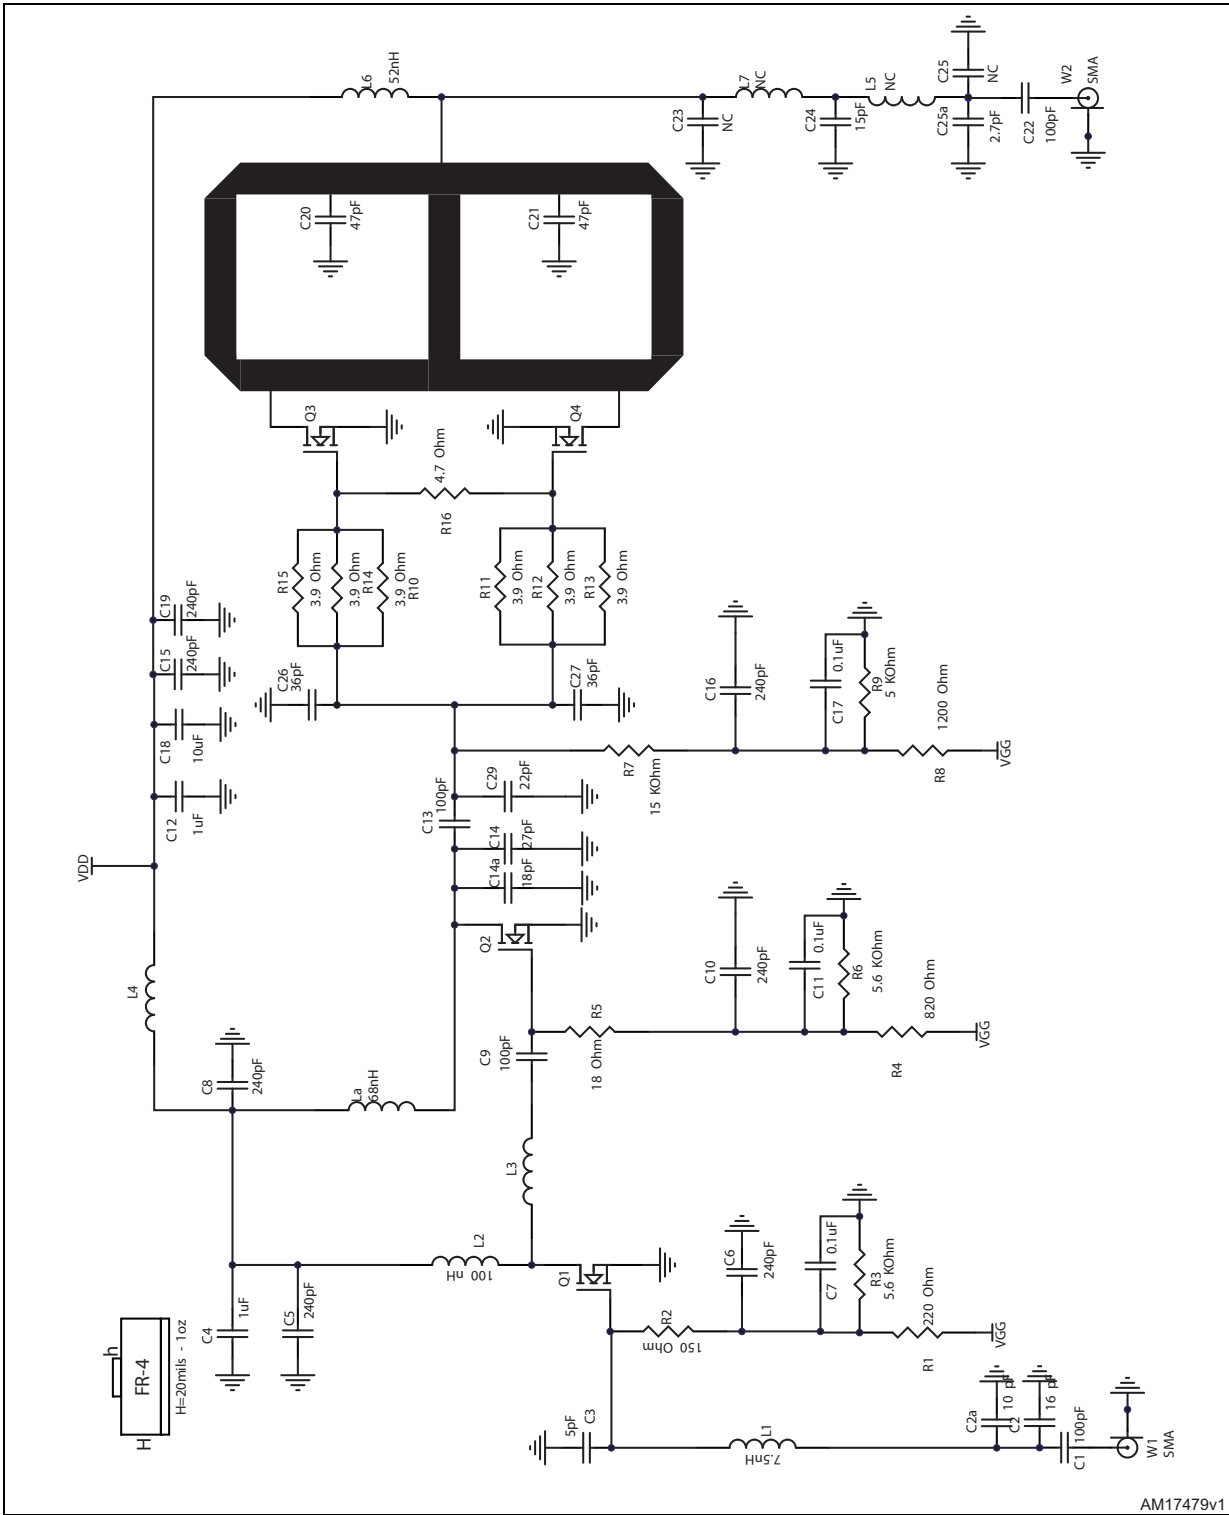 L6
52nH
L7
NC
L5
NC
C25
NC
W2
SMA
C23
NC
C24
15pF
C25a
2.7pF
C22
100pF
C20
47pF
C21
47pF
Q3
Q4
4.7 Ohm
R16
R15
3.9 Ohm
3.9 Ohm
R14
3.9 Ohm
R10
R11
3.9 Ohm
R12
3.9 Ohm
R13
3.9 Ohm
C19
240pF
C15
240pF
C18
10uF
C12
1uF
VDD
C26
36pF
C27
36pF
C16
240pF
0.1uF
C17
R9
5 KOhm
1200 Ohm
R8
VGG
R7
15 KOhm
C13
100pF
C29
22pF
C14
27pF
C14a
18pF
Q2
L4
C8
240pF
La
68nH
C9
100pF
R5
18 Ohm
C10
240pF
0.1uF
C11
R6
5.6 KOhm
820 Ohm
R4
VGG
L3
L2
100 nH
Q1
C4
1uF
C5
240pF
C6
240pF
0.1uF
C7
R3
5.6 KOhm
R2
150 Ohm
220 Ohm
R1
VGG
h
FR-4
H
H=20mils - 1oz
5pF
C3
L1
7.5nH
C2a
10 pF
C2
16 pF
C1
100pF
W1
SMA
AM17479v1